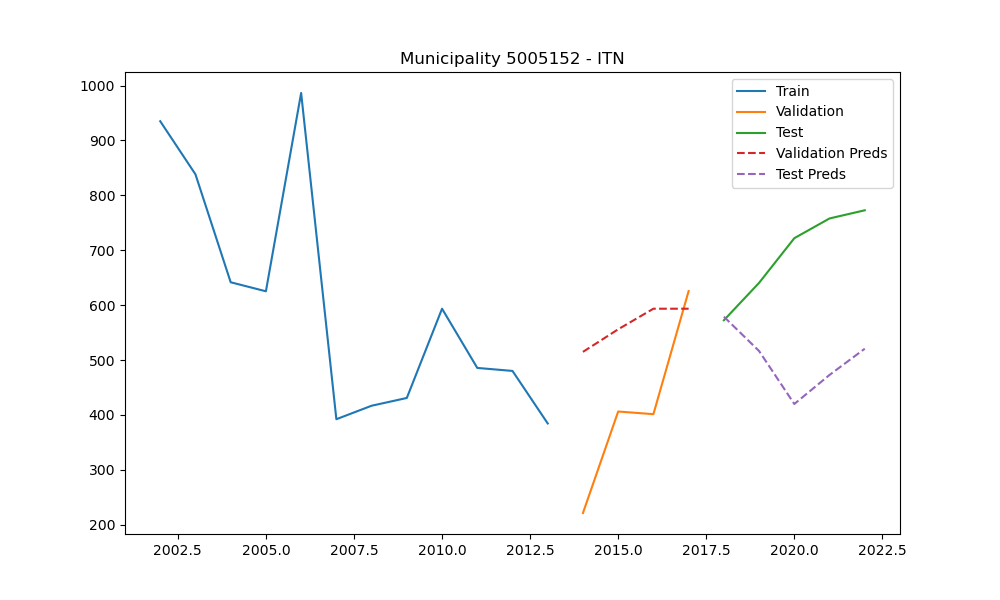 Municipality 5005152 - ITN
1000
900
800
700
600
500
400
300
200
Train
Validation
Test
Validation Preds
Test Preds
2002.5 2005.0 2007.5 2010.0 2012.5 2015.0 2017.5 2020.0 2022.5